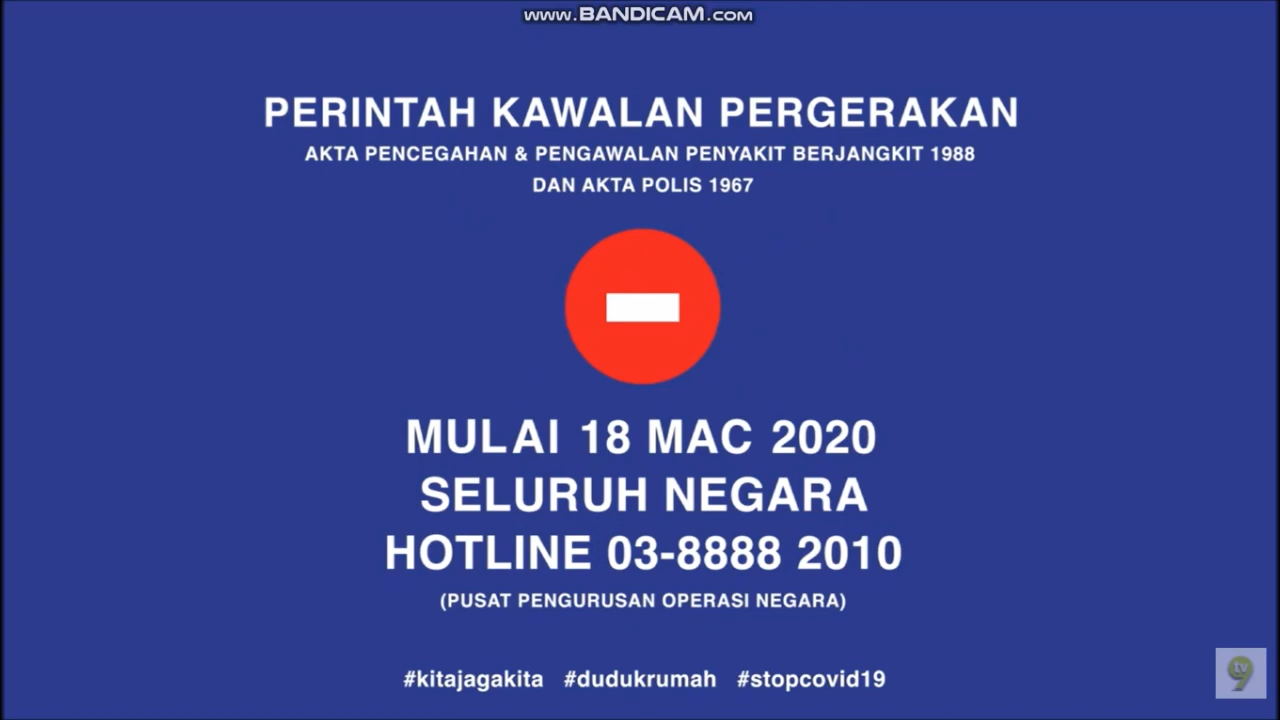 www.BANDICAM.com
PERINTAH KAWALAN PERGERAKAN
AKTA PENCEGAHAN & PENGAWALAN PENYAKIT BERJANGKIT 1988
DAN AKTA POLIS 1967
MULAI 18 MAC 2020
SELURUH NEGARA
HOTLINE 03-8888 2010
(PUSAT PENGURUSAN OPERASI NEGARA)
#kitajagakita #dudukrumah #stopcovid19
tv9